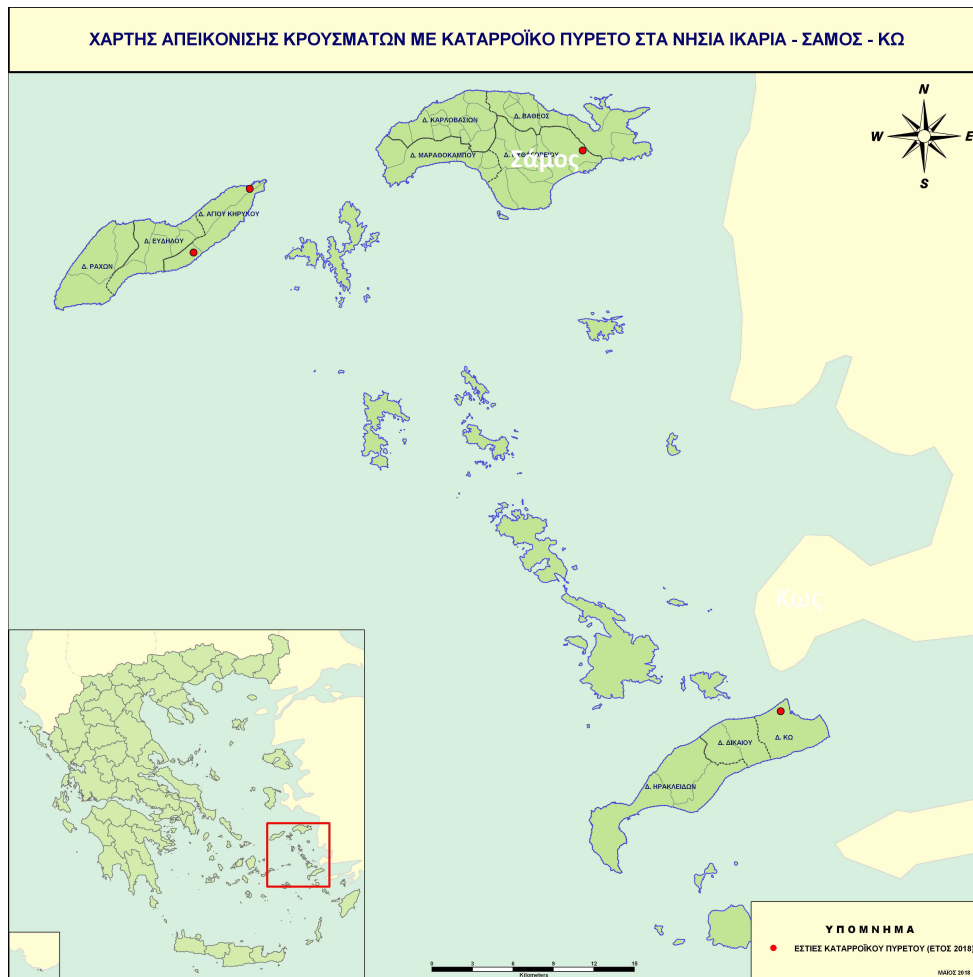 ΧΑΡΤΗΣ ΑΠΕΙΚΟΝΙΣΗΣ ΚΡΟΥΣΜΑΤΩΝ ΜΕ ΚΑΤΑΡΡΟΪΚΟ ΠΥΡΕΤΟ ΣΤΑ ΝΗΣΙΑ ΙΚΑΡΙΑ - ΣΑΜΟΣ - ΚΩ
N
W
E
S
Δ. ΚΑΡΛΟΒΑΣΙΩΝ
Δ. ΒΑΘΕΟΣ
Δ. ΜΑΡΑΘΟΚΑΜΠΟΥ
Δ.
Σάμος
Δ. ΑΓΙΟΥ ΚΗΡΥΚΟΥ
Δ. ΕΥΔΗΛΟΥ
Δ. ΡΑΧΩΝ
Κως
Δ. ΚΩ
Δ. ΔΙΚΑΙΟΥ
Δ. ΗΡΑΚΛΕΙΔΩΝ
0 3 6 9 12 15
Kilometers
ΥΠΟΜΝΗΜΑ
ΕΣΤΙΕΣ ΚΑΤΑΡΡΟΪΚΟΥ ΠΥΡΕΤΟΥ (ΕΤΟΣ 2018)
ΜΑΪΟΣ 2018